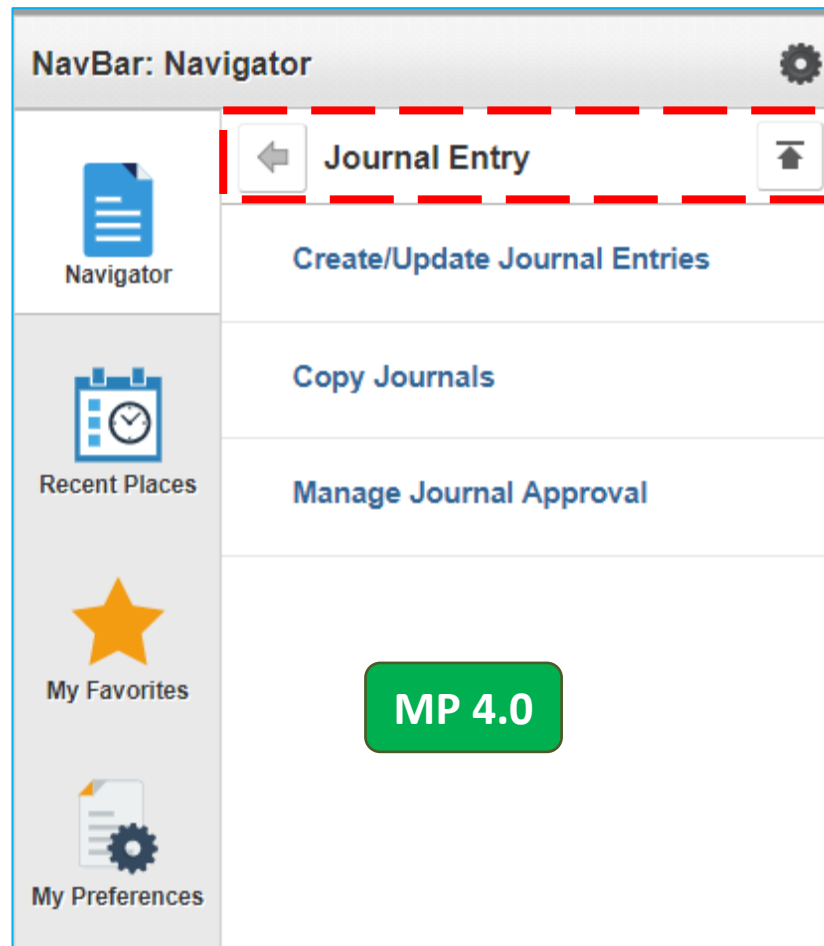 NavBar: Navigator
Journal Entry
Navigator
Create/Update Journal Entries
Copy Journals
Recent Places
Manage Journal Approval
My Favorites
MP 4.0
My Preferences